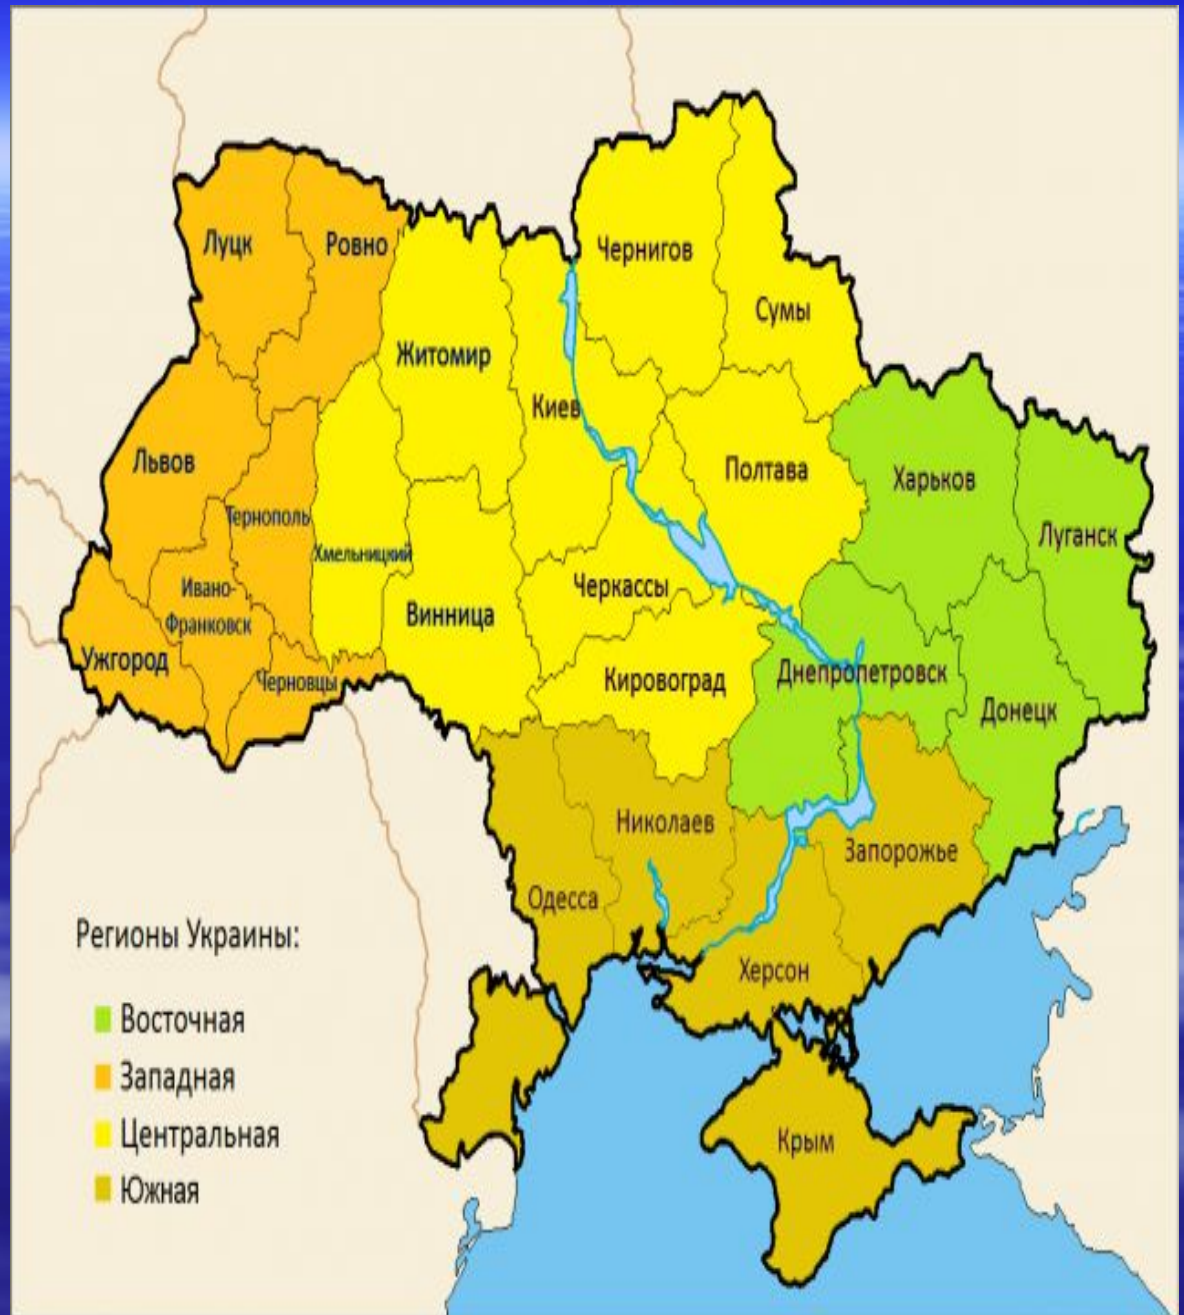 Луцк
Ровно
Чернигов
Сумы
Житомир
Киев
Львов
Полтава
Харьков
Тернополь
Луганск
Хмельницкий
Ивано-
Франковск
Черкассы
Винница
Ужгород
Черновцы
Кировоград
Днепропетровск
Донецк
Николаев
Запорожье
Одесса
Херсон
Крым
Регионы Украины:
Восточная
Западная
Центральная
Южная